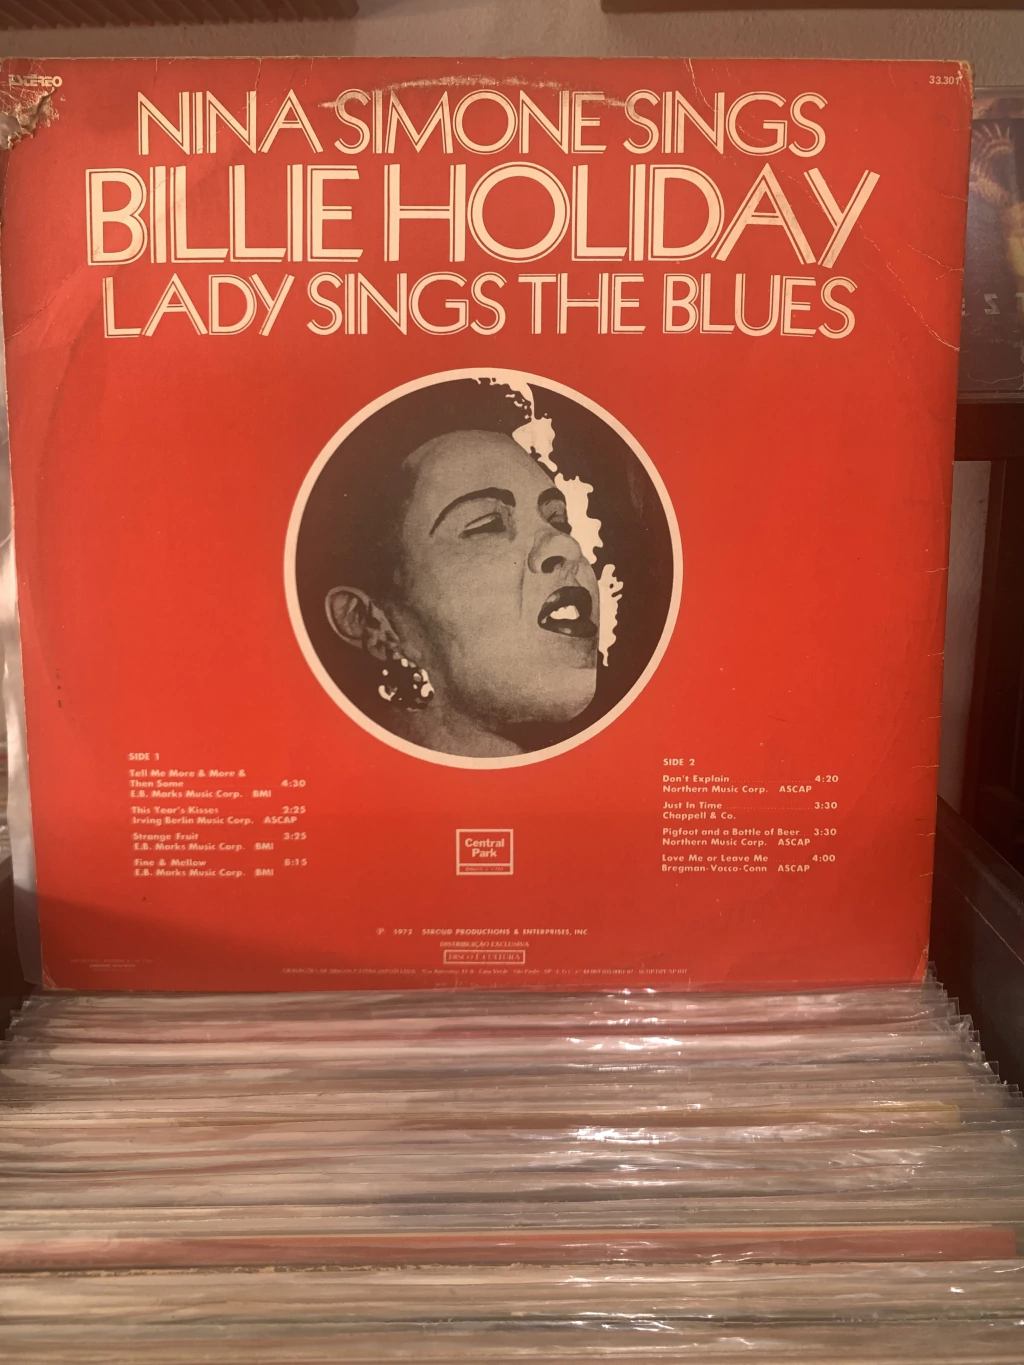 ESTÉREO
33.301
NINA SIMONE SINGS
BILLIE HOLIDAY
LADY SINGS THE BLUES
SIDE 1
Tell Me More & More &
Then Some 4:30
E.B. Marks Music Corp. BMI
This Year's Kisses 2:25
Irving Berlin Music Corp. ASCAP
Strange Fruit 3:25
E.B. Marks Music Corp. BMI
Fine & Mellow 8:15
E.B. Marks Music Corp. BMI
SIDE 2
Don't Explain 4:20
Northern Music Corp. ASCAP
Just In Time 3:30
Chappell & Co.
Pigfoot and a Bottle of Beer 3:30
Northern Music Corp. ASCAP
Love Me or Leave Me 4:00
Bregman-Vocco-Conn ASCAP
Central
Park
Ⓟ 1972 STROUD PRODUCTIONS & ENTERPRISES, INC
DISTRIBUIÇÃO EXCLUSIVA
DISCO É CULTURA